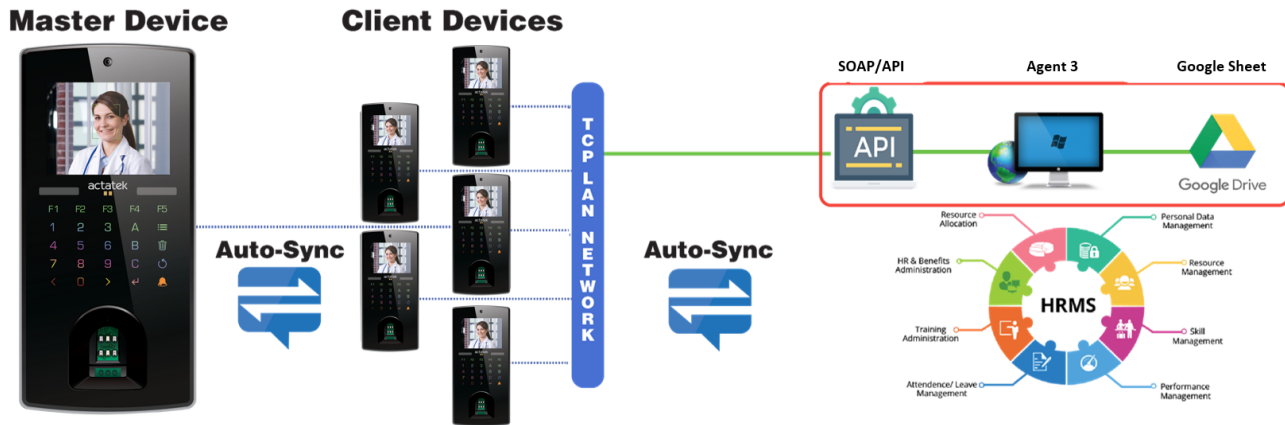 Master Device
Client Devices
actatek
F1 F2 F3 F4 F5
1 2 3 A
4 5 6 B
7 8 9 C
< 0 >
Auto-Sync
TCP LAN NETWORK
Auto-Sync
SOAP/API
Agent 3
Google Sheet
API
Google Drive
Resource
Allocation
Personal Data
Management
HR & Benefits
Administration
Resource
Management
HRMS
Training
Administration
Skill
Management
Attendence/ Leave
Management
Performance
Management